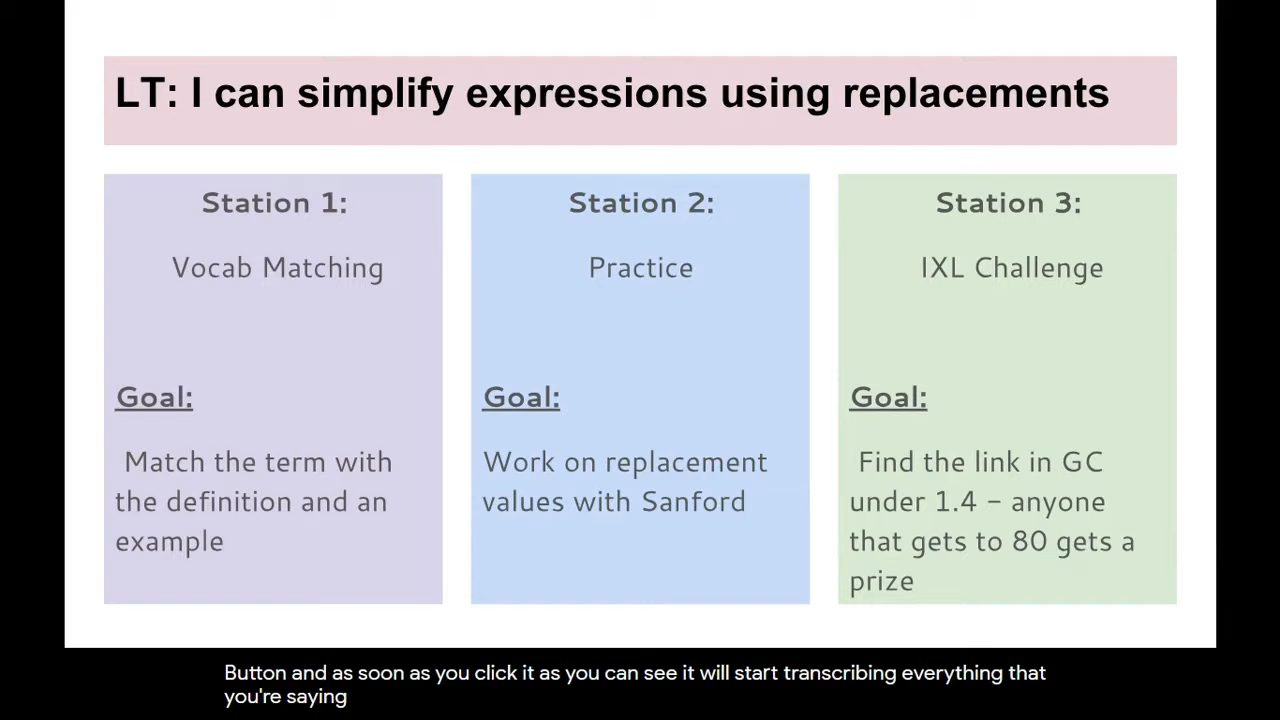 LT: I can simplify expressions using replacements
Station 1:
Vocab Matching
Goal:
Match the term with
the definition and an
example
Station 2:
Practice
Goal:
Work on replacement
values with Sanford
Station 3:
IXL Challenge
Goal:
Find the link in GC
under 1.4 - anyone
that gets to 80 gets a
prize
Button and as soon as you click it as you can see it will start transcribing everything that
you're saying